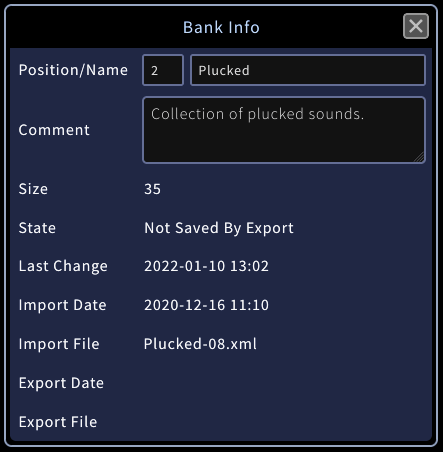 Bank Info
Position/Name 2 Plucked
Comment Collection of plucked sounds.
Size 35
State Not Saved By Export
Last Change 2022-01-10 13:02
Import Date 2020-12-16 11:10
Import File Plucked-08.xml
Export Date
Export File